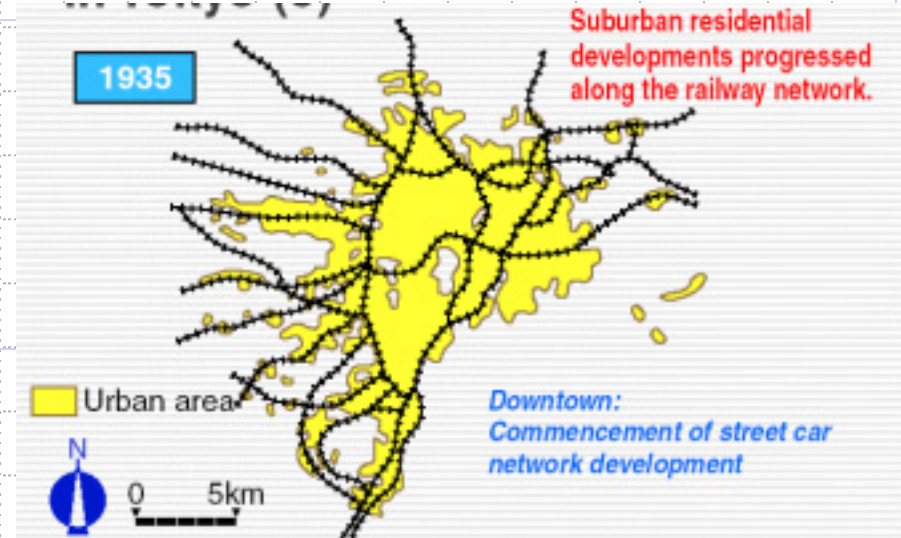 1935
Suburban residential
developments progressed
along the railway network.
Urban area
Downtown:
Commencement of street car
network development
N
0 5km